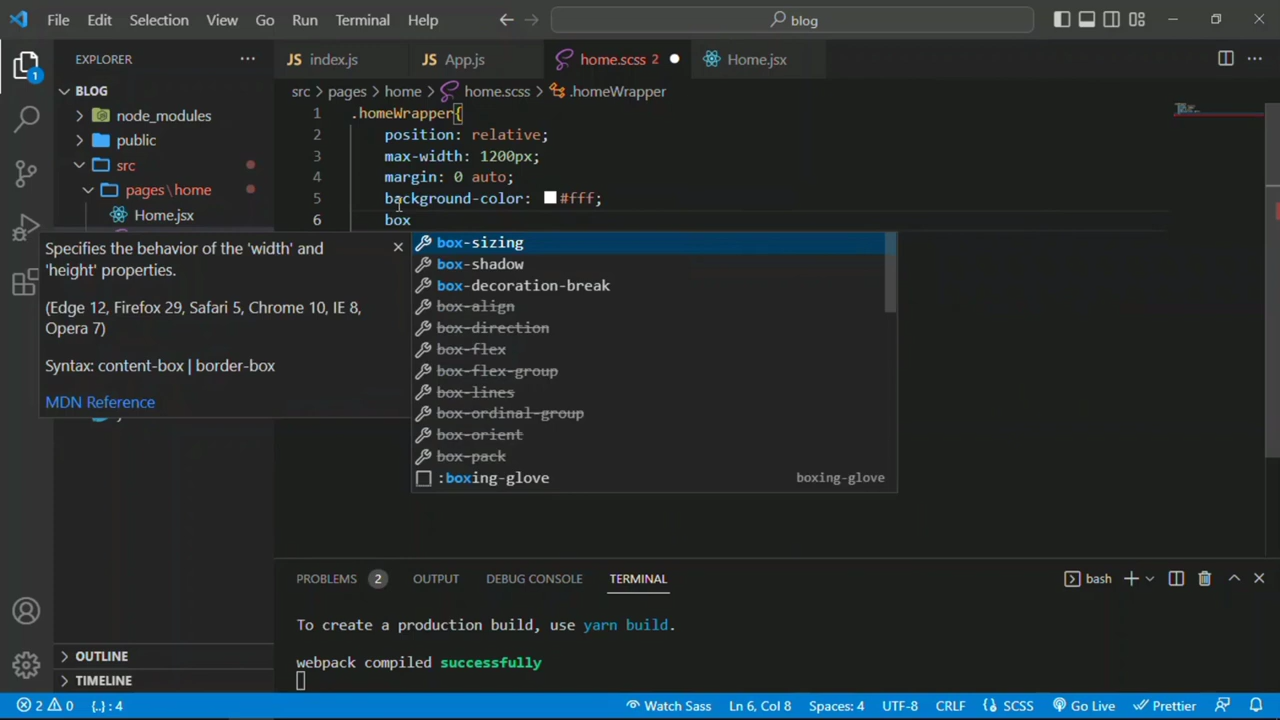 File Edit Selection View Go Run Terminal Help
blog
EXPLORER
index.js
App.js
home.scss 2
Home.jsx
BLOG
node_modules
public
src
pages\home
Home.jsx
src > pages > home > home.scss > .homeWrapper
1 .homeWrapper{
2 position: relative;
3 max-width: 1200px;
4 margin: 0 auto;
5 background-color: #fff;
6 box
Specifies the behavior of the 'width' and
'height' properties.
(Edge 12, Firefox 29, Safari 5, Chrome 10, IE 8,
Opera 7)
Syntax: content-box | border-box
MDN Reference
box-sizing
box-shadow
box-decoration-break
box-align
box-direction
box-flex
box-flex-group
box-lines
box-ordinal-group
box-orient
box-pack
:boxing-glove boxing-glove
PROBLEMS 2 OUTPUT DEBUG CONSOLE TERMINAL
bash
To create a production build, use yarn build.
webpack compiled successfully
OUTLINE
TIMELINE
1
JS
JS
2 0 {..} : 4
Watch Sass Ln 6, Col 8 Spaces: 4 UTF-8 CRLF SCSS Go Live Prettier